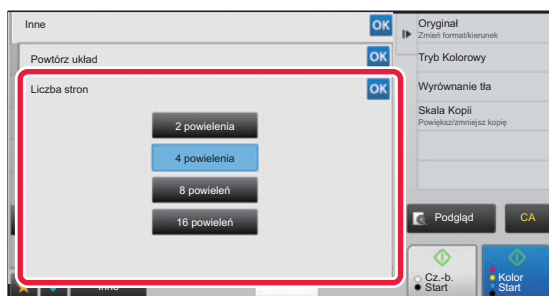 Inne
OK
Powtórz układ
OK
Liczba stron
OK
2 powielenia
4 powielenia
8 powieleń
16 powieleń
Oryginał
Zmień format/kierunek
Tryb Kolorowy
Wyrównanie tła
Skala Kopii
Powiększ/zmniejsz kopię
Podgląd
CA
Cz.-b.
Start
Kolor
Start
Inne